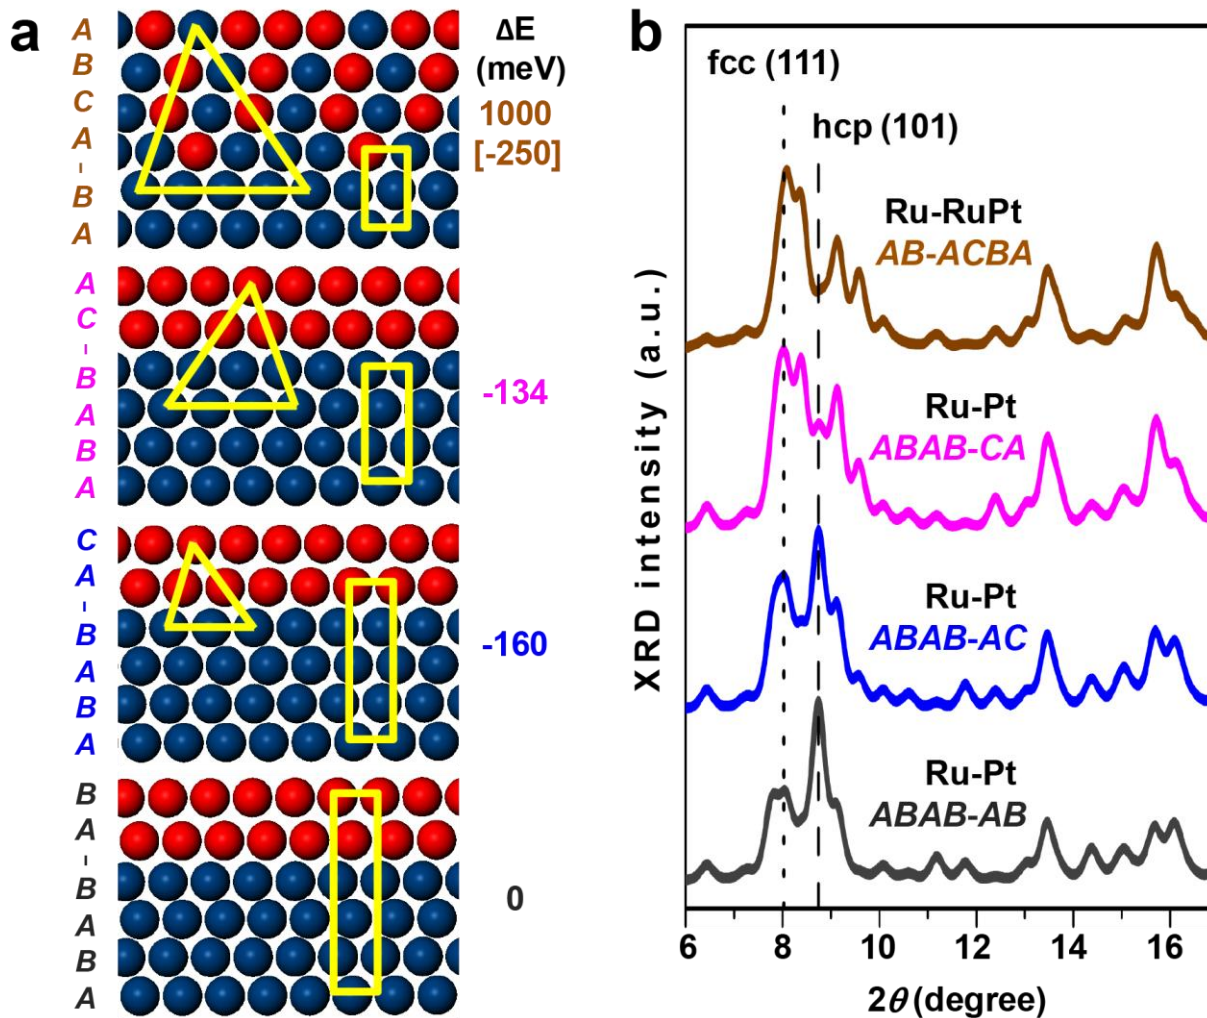 a
A
B
C
A
–
B
A
ΔE
(meV)
1000
[-250]
A
C
–
B
A
B
A
-134
C
A
–
B
A
B
A
-160
B
A
–
B
A
B
A
0
b
fcc (111)
hcp (101)
Ru-RuPt
AB-ACBA
Ru-Pt
ABAB-CA
Ru-Pt
ABAB-AC
Ru-Pt
ABAB-AB
XRD intensity (a.u.)
6 8 10 12 14 16
2θ (degree)